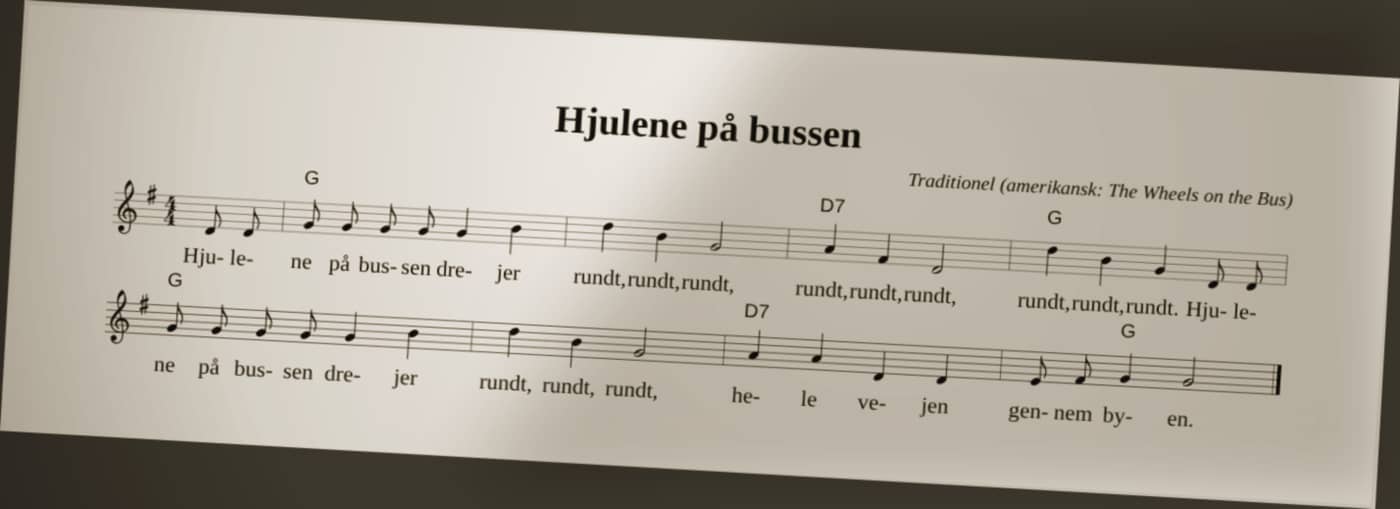 Hjulene på bussen
Traditionel (amerikansk: The Wheels on the Bus)
G D7 G
Hju- le- ne på bus- sen dre- jer rundt, rundt, rundt, rundt, rundt, rundt, rundt, rundt, rundt. Hju- le-
G D7 G
ne på bus- sen dre- jer rundt, rundt, rundt, he- le ve- jen gen- nem by- en.